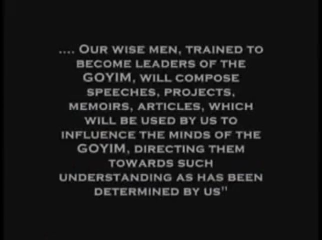 .... Our wise men, trained to
become leaders of the
GOYIM, will compose
speeches, projects,
memoirs, articles, which
will be used by us to
influence the minds of the
GOYIM, directing them
towards such
understanding as has been
determined by us"